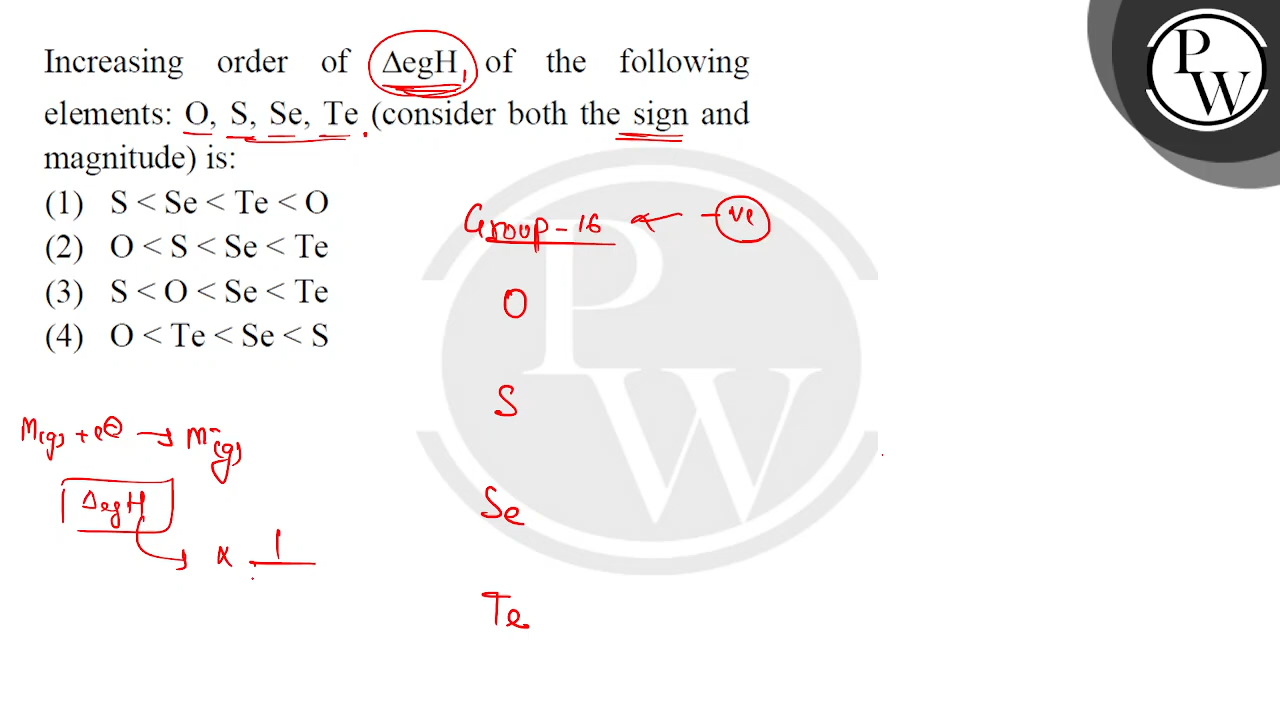 Increasing order of ΔegH, of the following
elements: O, S, Se, Te (consider both the sign and
magnitude) is:
(1) S < Se < Te < O
(2) O < S < Se < Te
(3) S < O < Se < Te
(4) O < Te < Se < S
Group-16 ← -ve
O
S
Se
Te
M(g) + e⊖ → M⁻(g)
ΔegH
∝ 1
P
W
P
W